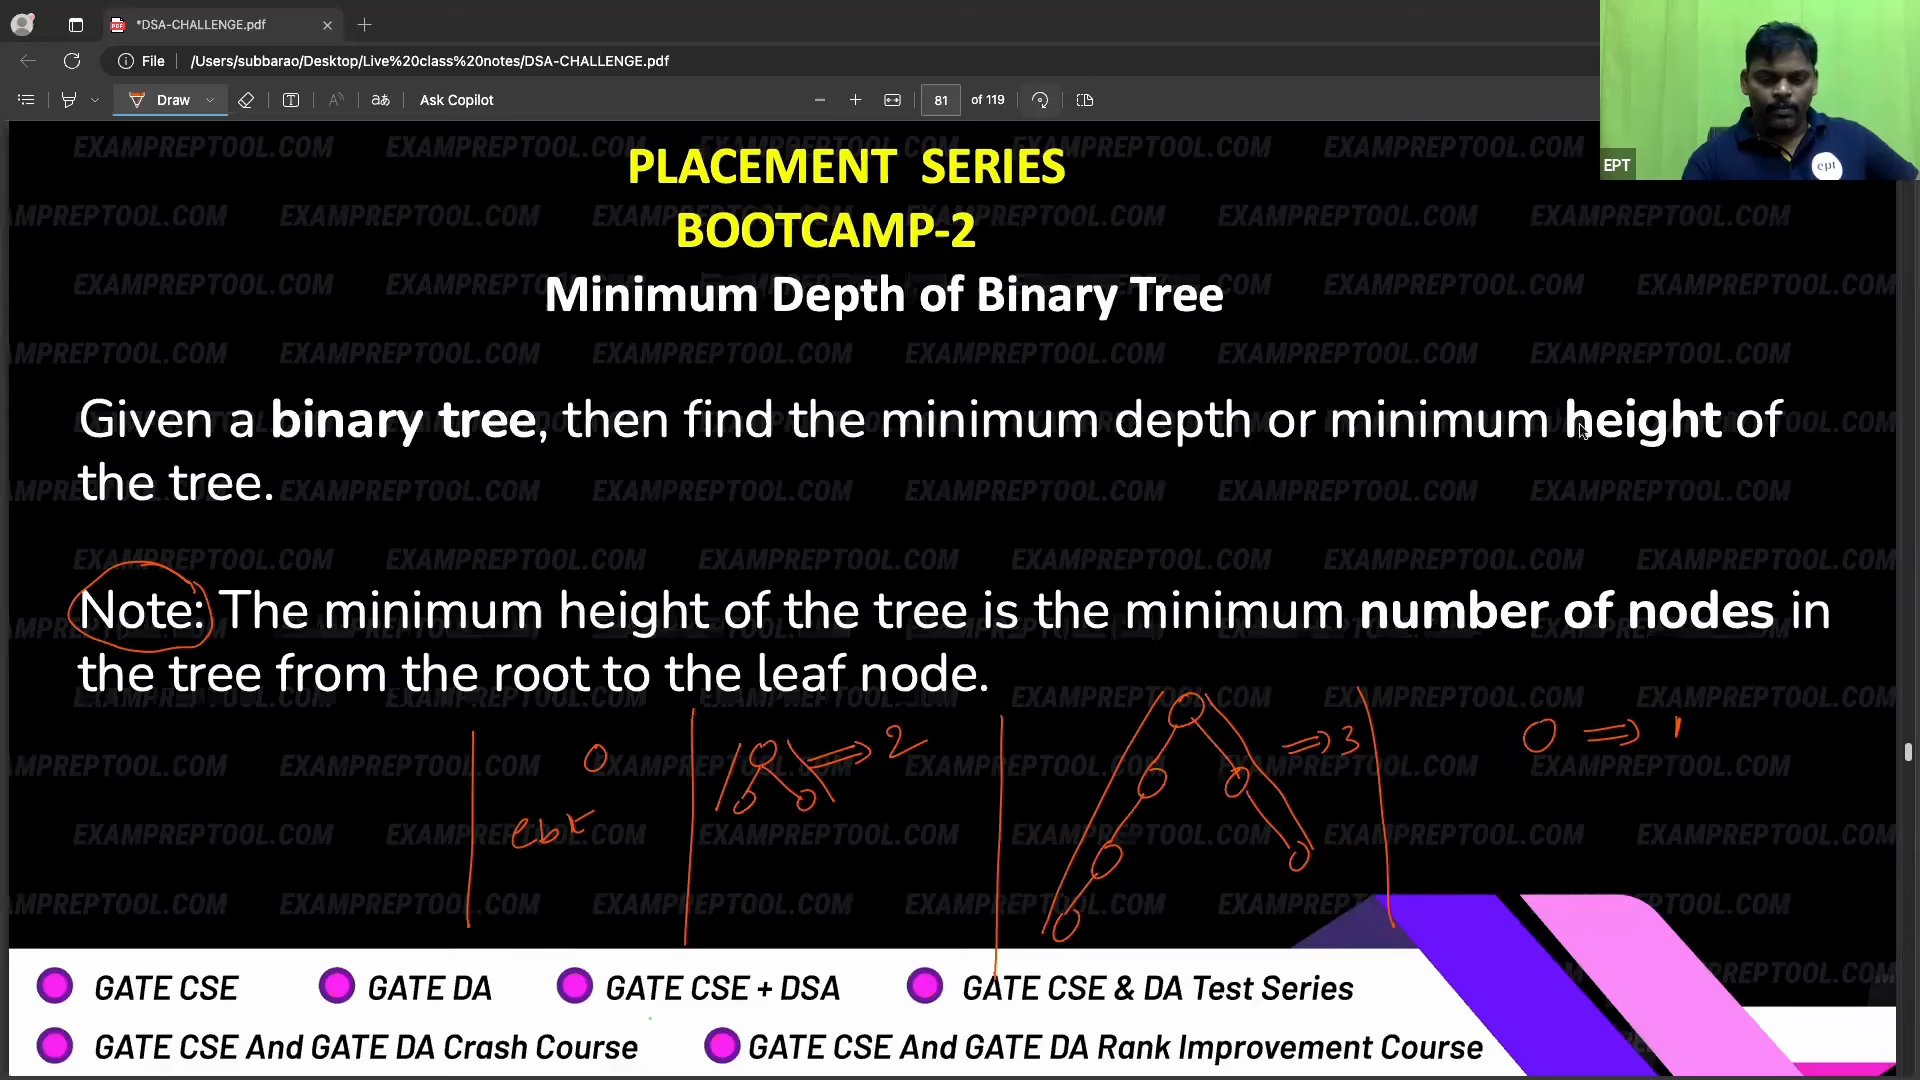 *DSA-CHALLENGE.pdf
File /Users/subbarao/Desktop/Live%20class%20notes/DSA-CHALLENGE.pdf
Draw Ask Copilot 81 of 119
EPT
ept
PLACEMENT SERIES
BOOTCAMP-2
Minimum Depth of Binary Tree
Given a binary tree, then find the minimum depth or minimum height of
the tree.
Note: The minimum height of the tree is the minimum number of nodes in
the tree from the root to the leaf node.
0
ebt
⇒ 2
⇒ 3
⇒ 1
GATE CSE GATE DA GATE CSE + DSA GATE CSE & DA Test Series
GATE CSE And GATE DA Crash Course GATE CSE And GATE DA Rank Improvement Course
EXAMPREPTOOL.COM